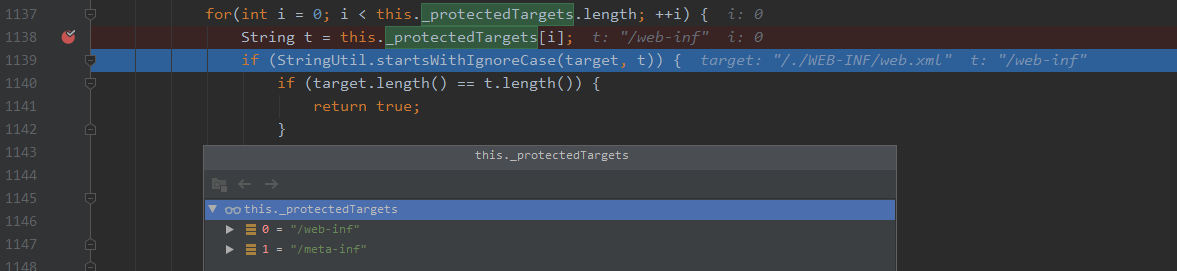 1137 for(int i = 0; i < this._protectedTargets.length; ++i) { i: 0
1138 String t = this._protectedTargets[i]; t: "/web-inf" i: 0
1139 if (StringUtil.startsWithIgnoreCase(target, t)) { target: "/./WEB-INF/web.xml" t: "/web-inf"
1140 if (target.length() == t.length()) {
1141 return true;
1142 }
1143
this._protectedTargets
1144
1145
this._protectedTargets
1146 0 = "/web-inf"
1147 1 = "/meta-inf"
1148